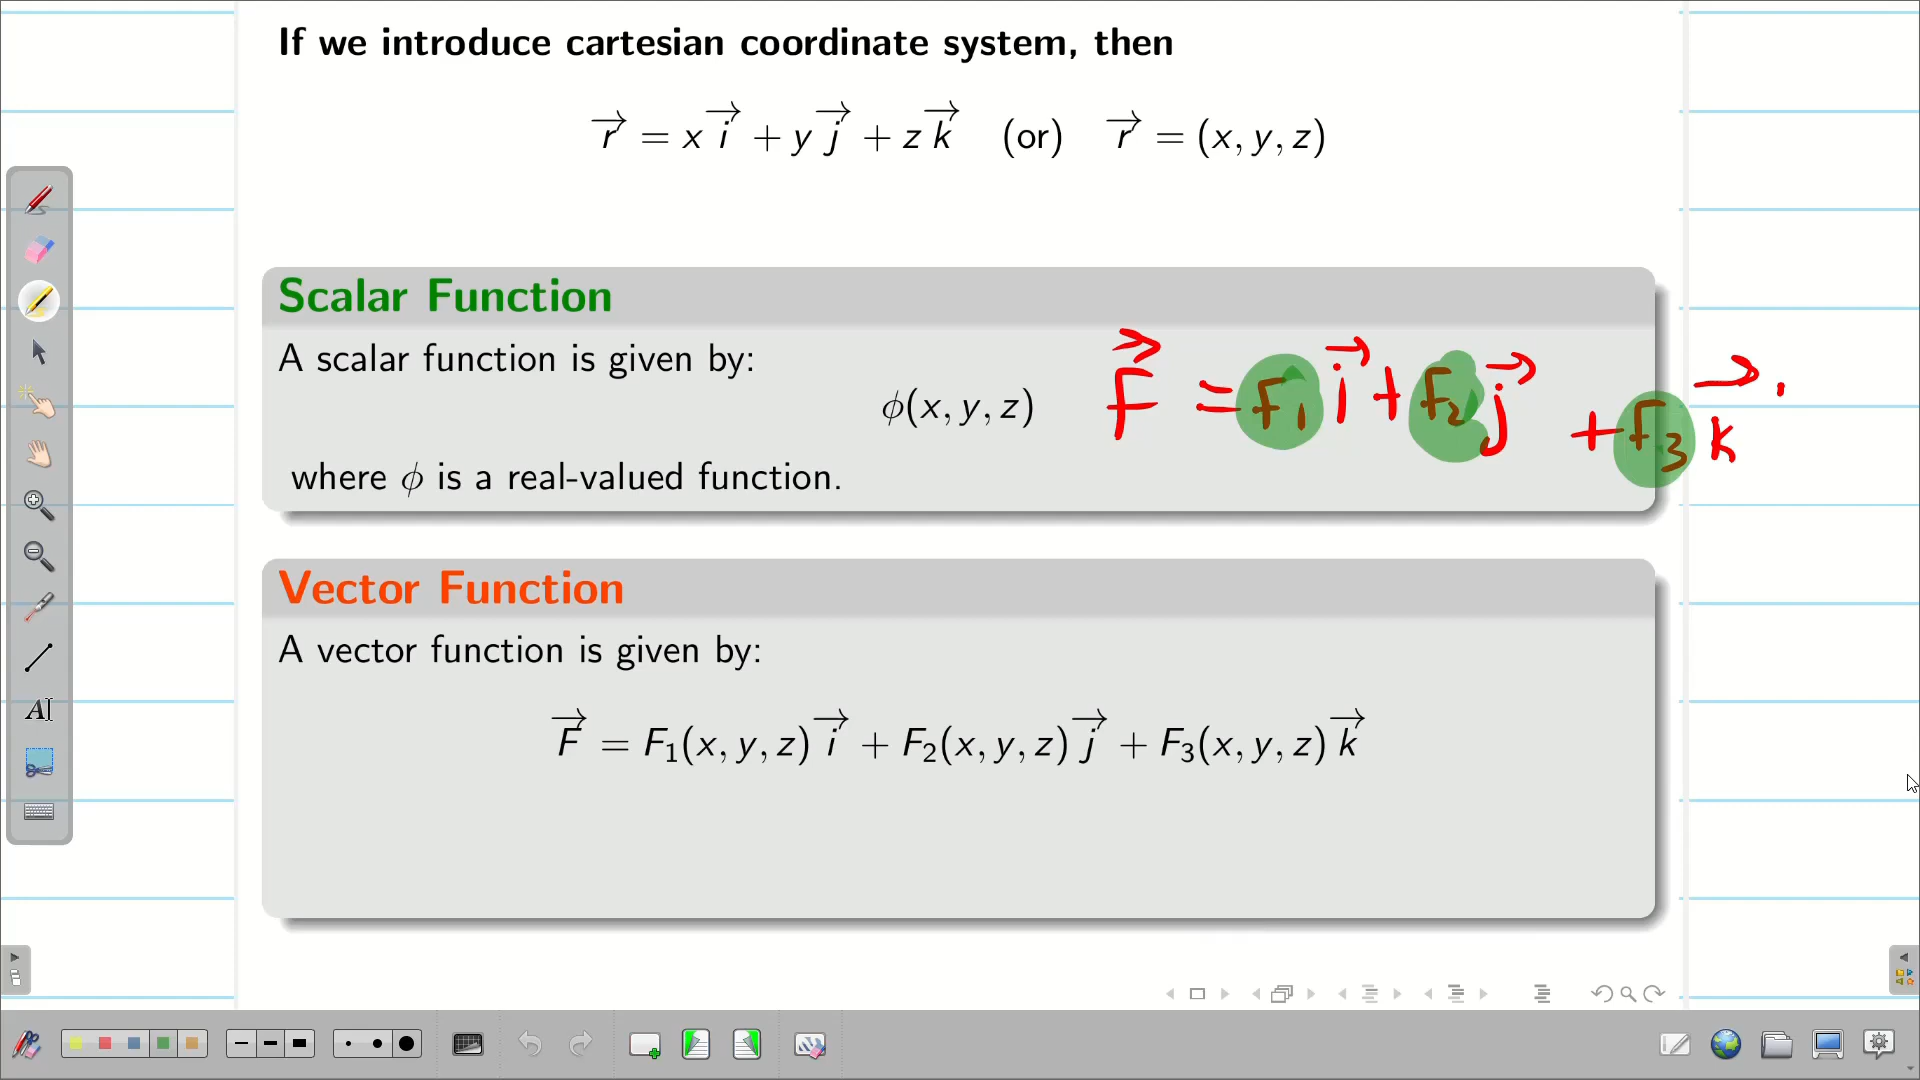 If we introduce cartesian coordinate system, then
r⃗ = x i⃗ + y j⃗ + z k⃗ (or) r⃗ = (x, y, z)
Scalar Function
A scalar function is given by:
ϕ(x, y, z)
F⃗ = F₁ i⃗ + F₂ j⃗ + F₃ k⃗.
where ϕ is a real-valued function.
Vector Function
A vector function is given by:
F⃗ = F₁(x, y, z) i⃗ + F₂(x, y, z) j⃗ + F₃(x, y, z) k⃗